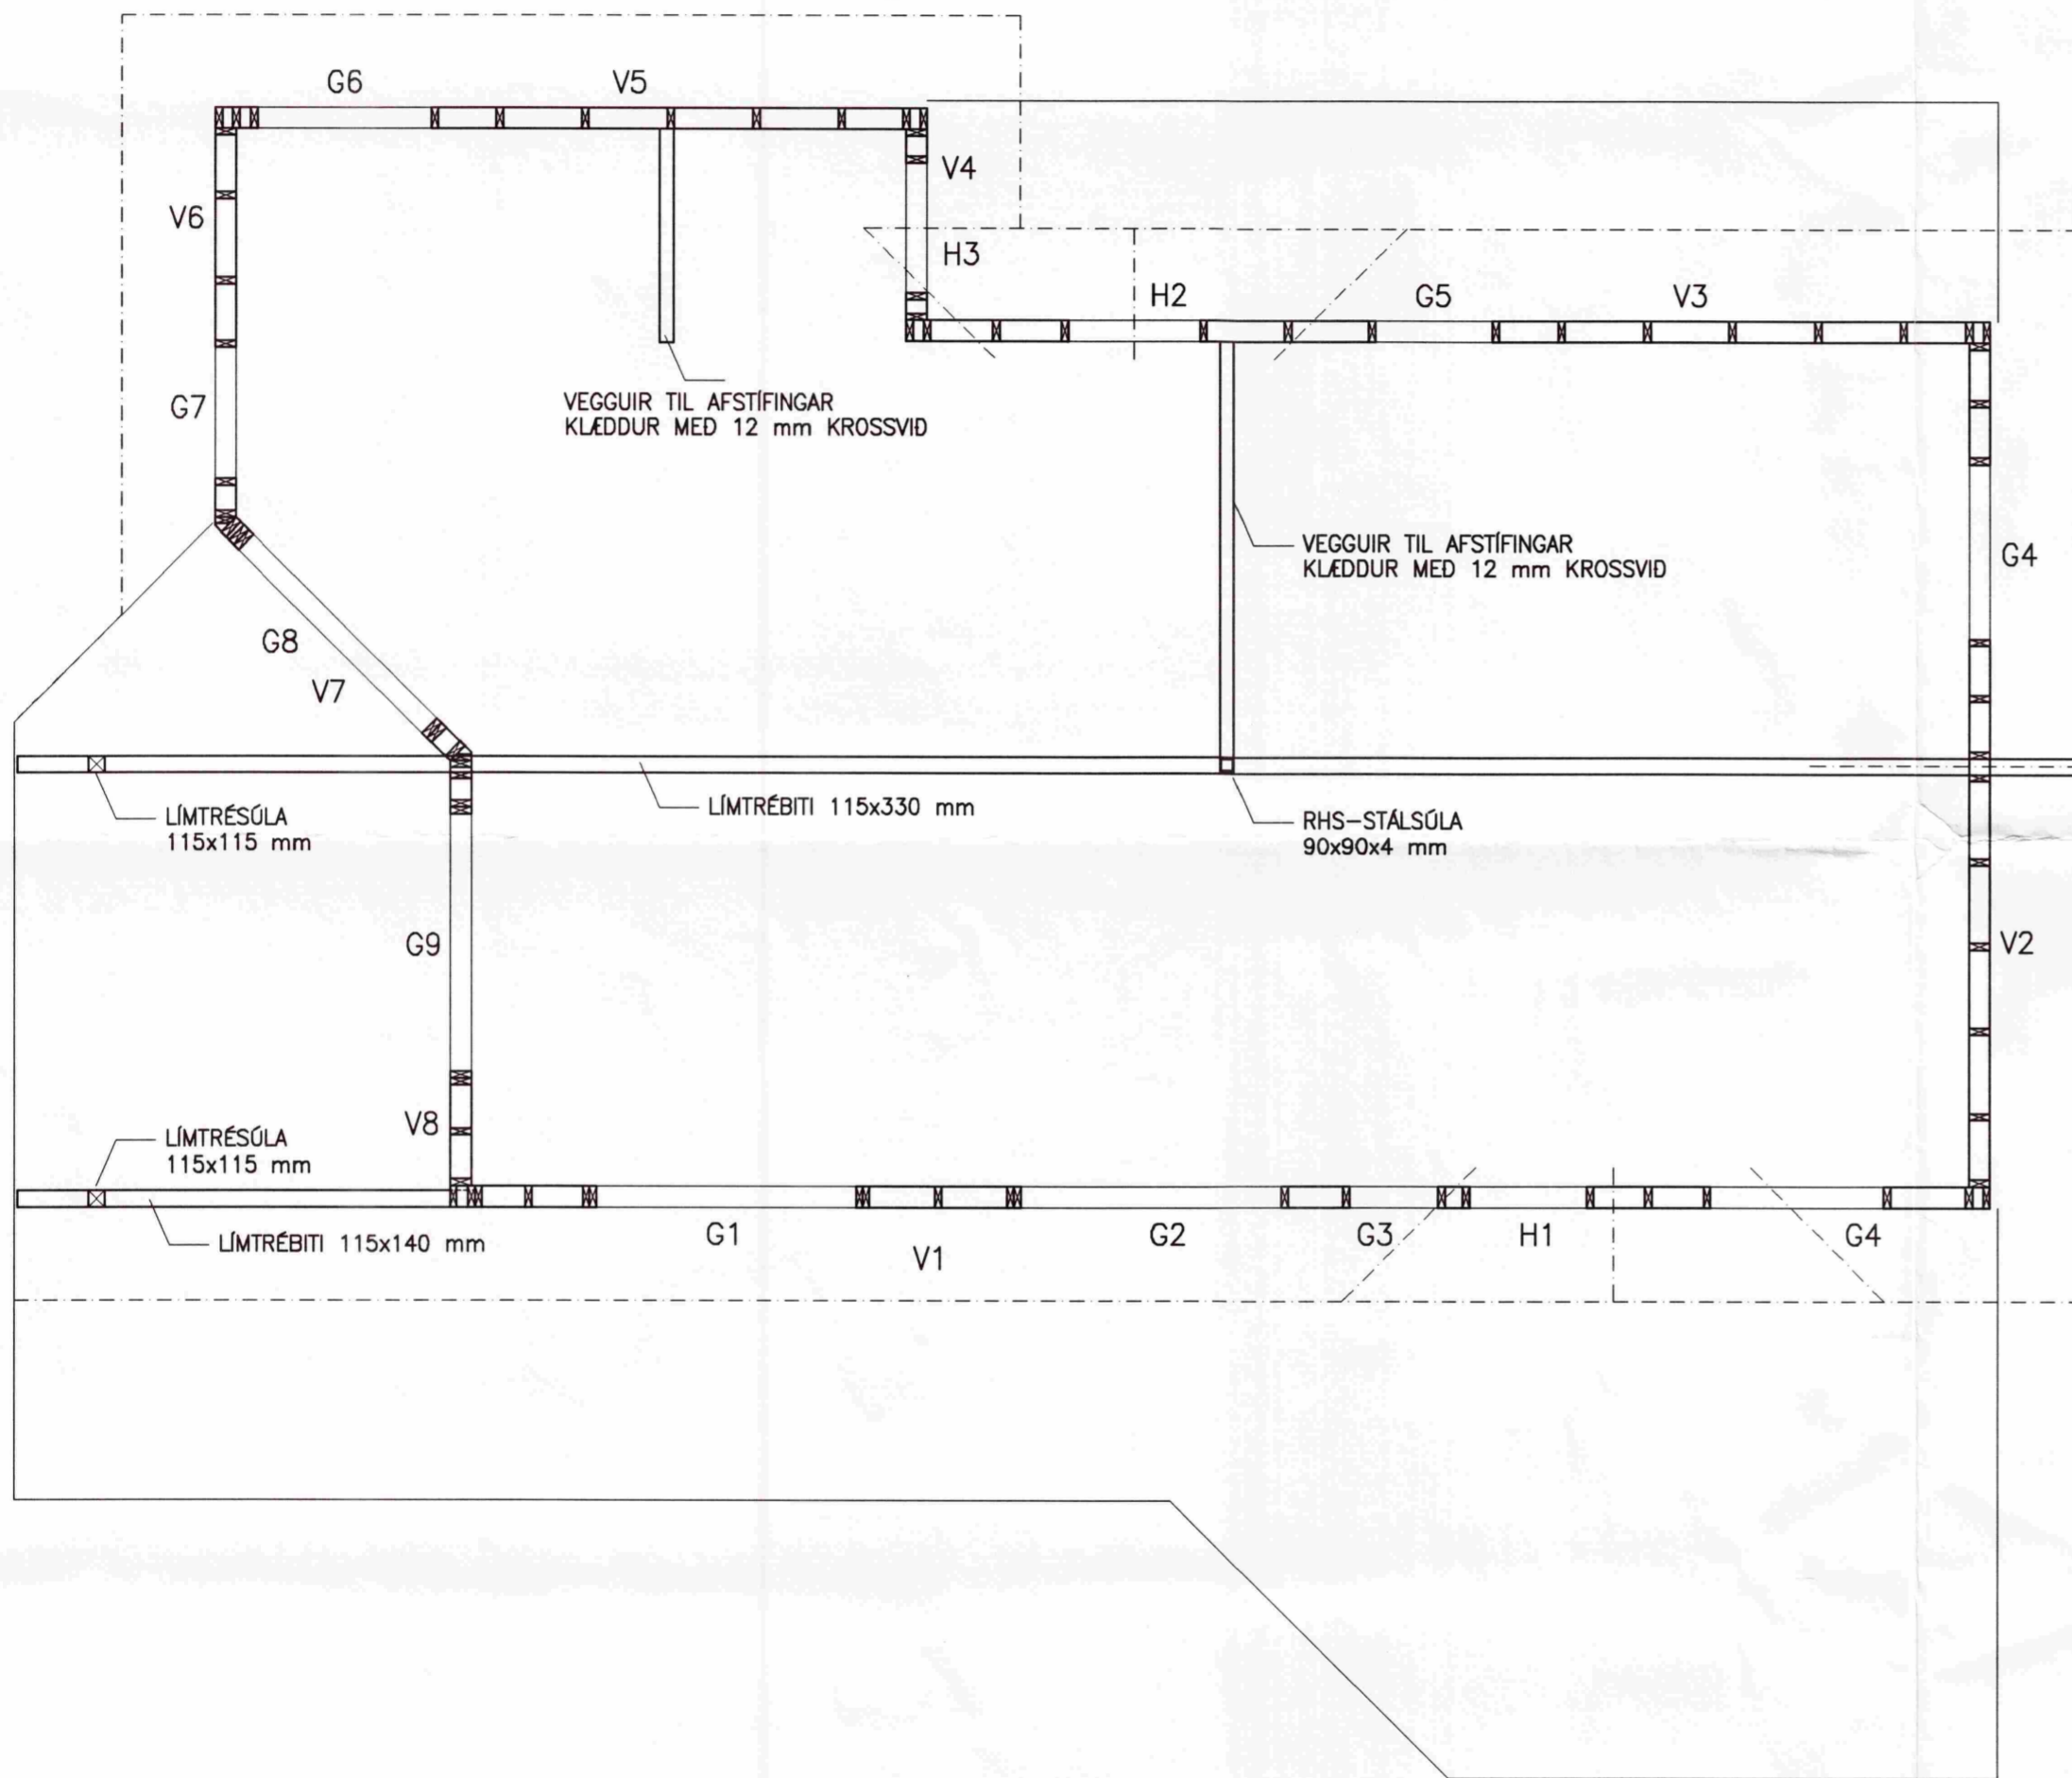 G6
V5
V4
V6
H3
H2
G5
V3
G7
VEGGUIR TIL AFSTÍFINGAR
KLÆDDUR MEÐ 12 mm KROSSVIÐ
VEGGUIR TIL AFSTÍFINGAR
KLÆDDUR MEÐ 12 mm KROSSVIÐ
G4
G8
V7
LÍMTRÉSÚLA
115x115 mm
LÍMTRÉBITI 115x330 mm
RHS-STÁLSÚLA
90x90x4 mm
G9
V2
V8
LÍMTRÉSÚLA
115x115 mm
LÍMTRÉBITI 115x140 mm
G1
V1
G2
G3
H1
G4